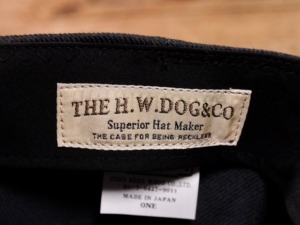 THE H.W.DOG&CO
Superior Hat Maker
THE CASE FOR BEING RECKLESS
MADE IN JAPAN
ONE